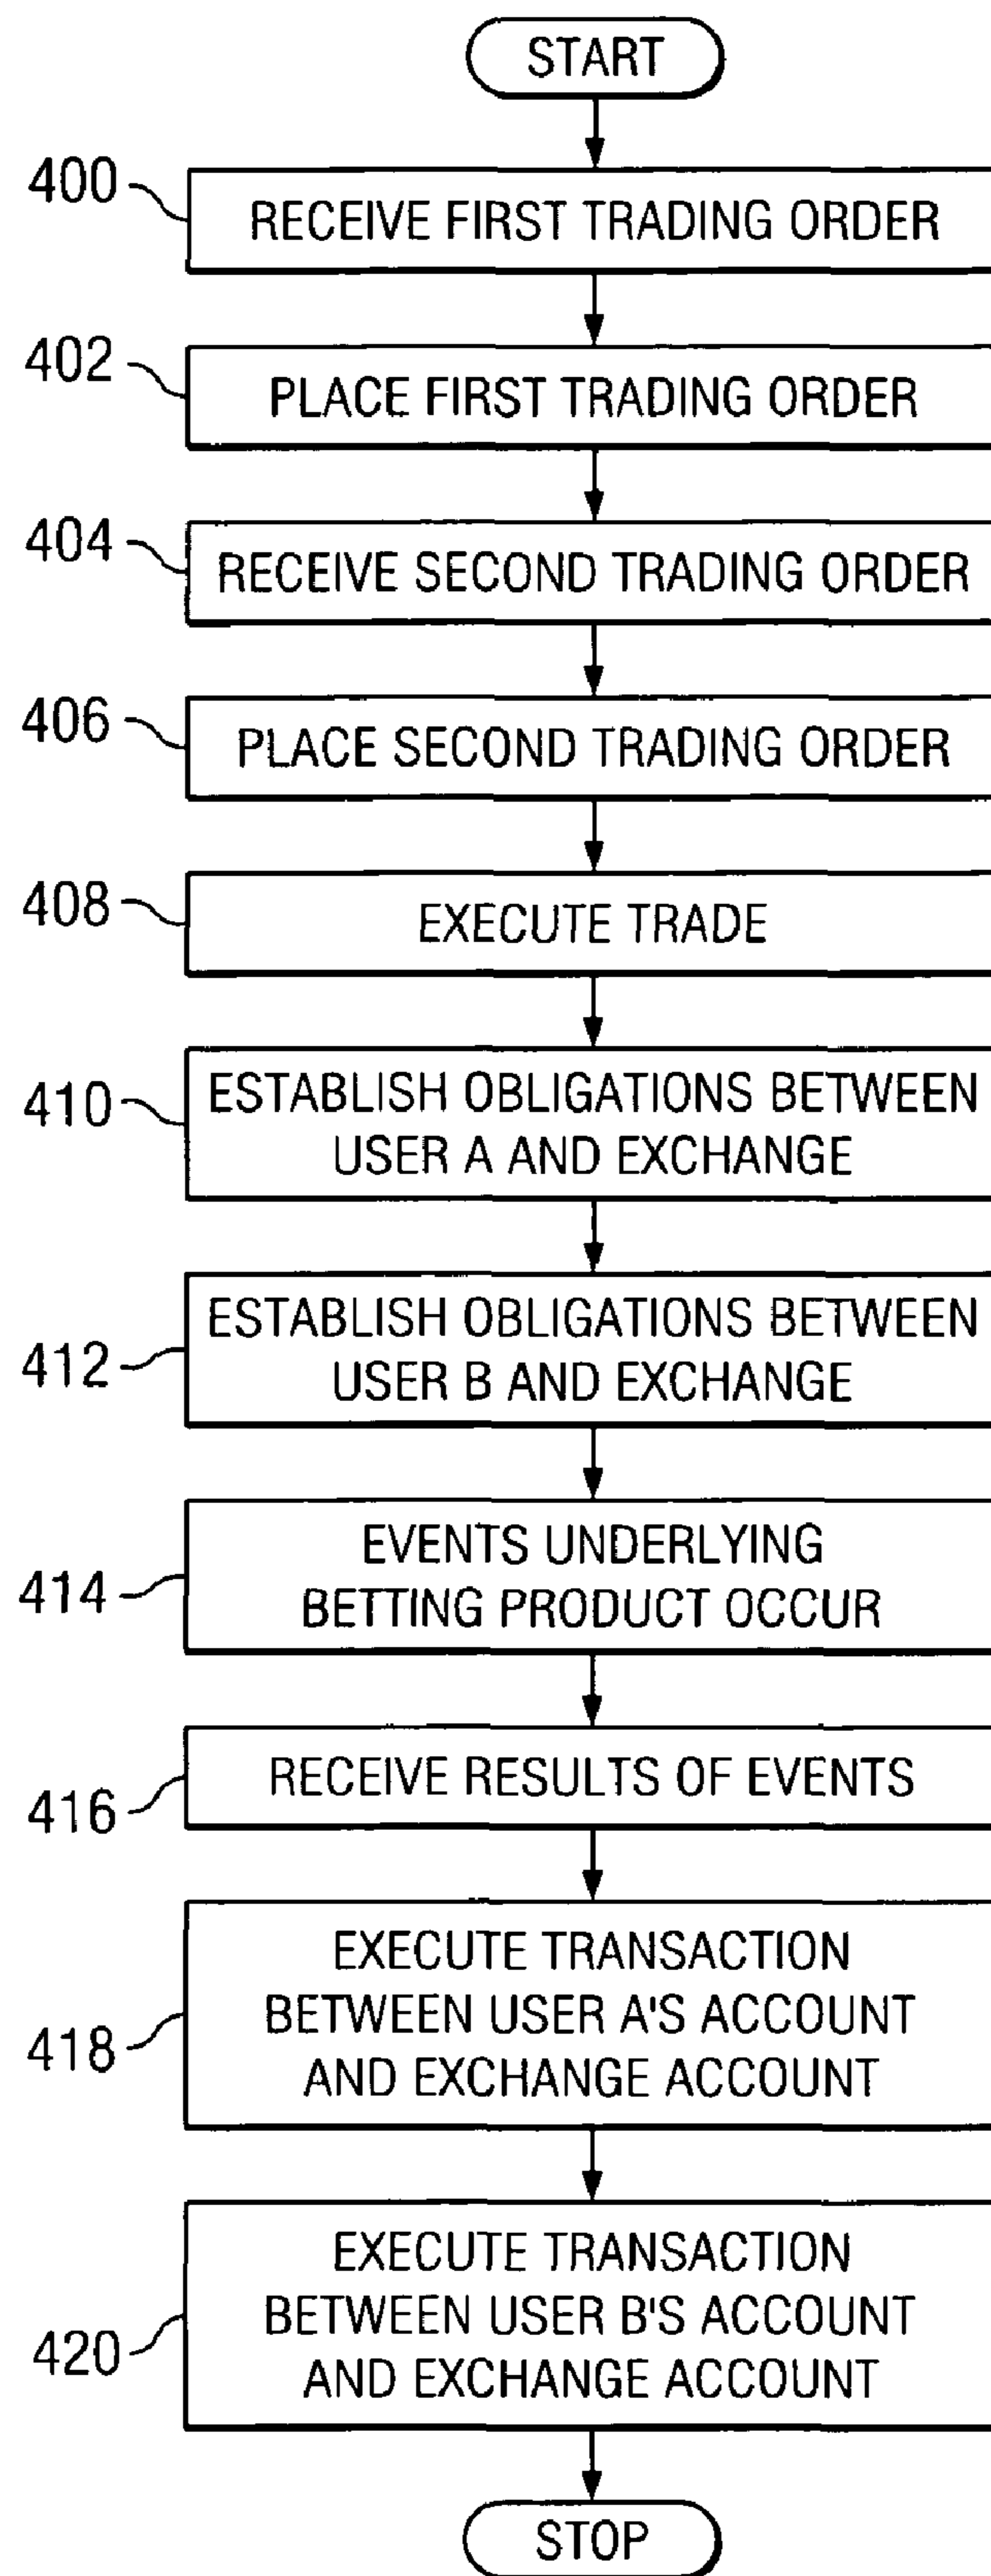 START
400
RECEIVE FIRST TRADING ORDER
402
PLACE FIRST TRADING ORDER
404
RECEIVE SECOND TRADING ORDER
406
PLACE SECOND TRADING ORDER
408
EXECUTE TRADE
410
ESTABLISH OBLIGATIONS BETWEEN
USER A AND EXCHANGE
412
ESTABLISH OBLIGATIONS BETWEEN
USER B AND EXCHANGE
414
EVENTS UNDERLYING
BETTING PRODUCT OCCUR
416
RECEIVE RESULTS OF EVENTS
418
EXECUTE TRANSACTION
BETWEEN USER A'S ACCOUNT
AND EXCHANGE ACCOUNT
420
EXECUTE TRANSACTION
BETWEEN USER B'S ACCOUNT
AND EXCHANGE ACCOUNT
STOP